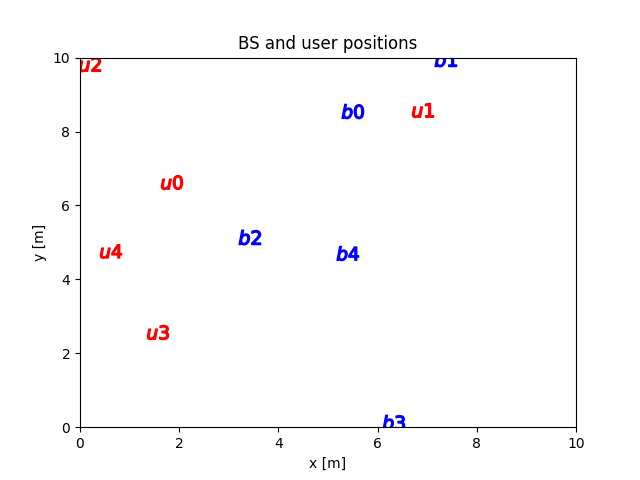 BS and user positions
10
u2
b1
b0
u1
8
u0
6
b2
u4
b4
4
u3
2
b3
0
0 2 4 6 8 10
y [m]
x [m]